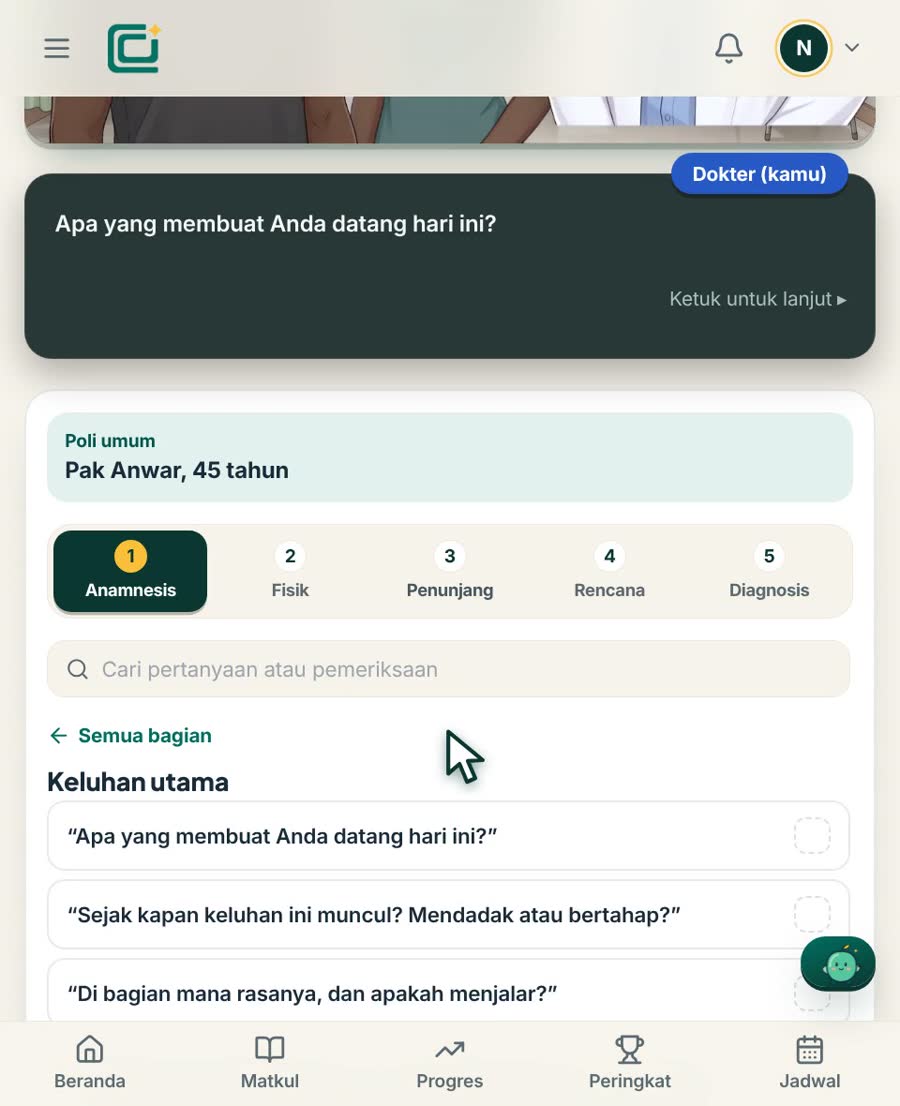 N
Dokter (kamu)
Apa yang membuat Anda datang hari ini?
Ketuk untuk lanjut ▸
Poli umum
Pak Anwar, 45 tahun
1
Anamnesis
2
Fisik
3
Penunjang
4
Rencana
5
Diagnosis
Cari pertanyaan atau pemeriksaan
← Semua bagian
Keluhan utama
“Apa yang membuat Anda datang hari ini?”
“Sejak kapan keluhan ini muncul? Mendadak atau bertahap?”
“Di bagian mana rasanya, dan apakah menjalar?”
Beranda
Matkul
Progres
Peringkat
Jadwal